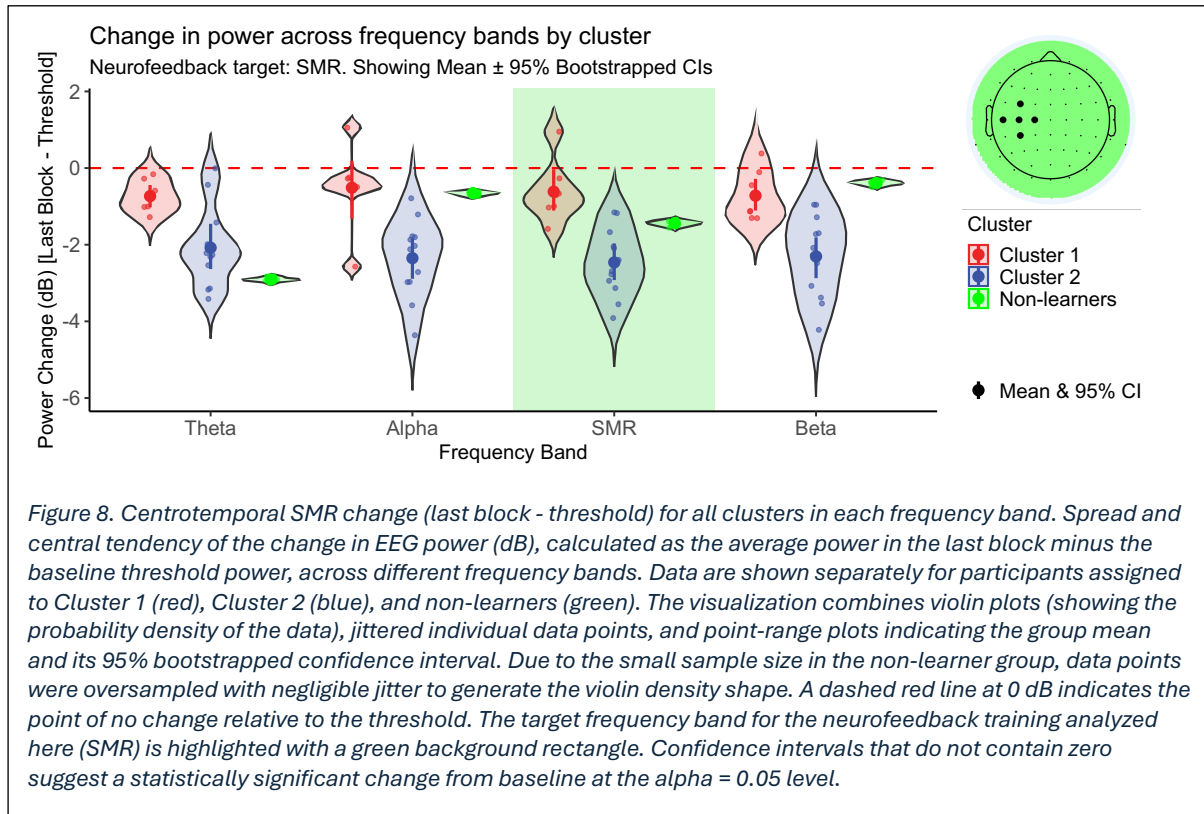 Change in power across frequency bands by cluster
Neurofeedback target: SMR. Showing Mean ± 95% Bootstrapped CIs
Power Change (dB) [Last Block - Threshold]
2
0
-2
-4
-6
Theta
Alpha
SMR
Beta
Frequency Band
Cluster
Cluster 1
Cluster 2
Non-learners
Mean & 95% CI
Figure 8. Centrotemporal SMR change (last block - threshold) for all clusters in each frequency band. Spread and
central tendency of the change in EEG power (dB), calculated as the average power in the last block minus the
baseline threshold power, across different frequency bands. Data are shown separately for participants assigned
to Cluster 1 (red), Cluster 2 (blue), and non-learners (green). The visualization combines violin plots (showing the
probability density of the data), jittered individual data points, and point-range plots indicating the group mean
and its 95% bootstrapped confidence interval. Due to the small sample size in the non-learner group, data points
were oversampled with negligible jitter to generate the violin density shape. A dashed red line at 0 dB indicates the
point of no change relative to the threshold. The target frequency band for the neurofeedback training analyzed
here (SMR) is highlighted with a green background rectangle. Confidence intervals that do not contain zero
suggest a statistically significant change from baseline at the alpha = 0.05 level.